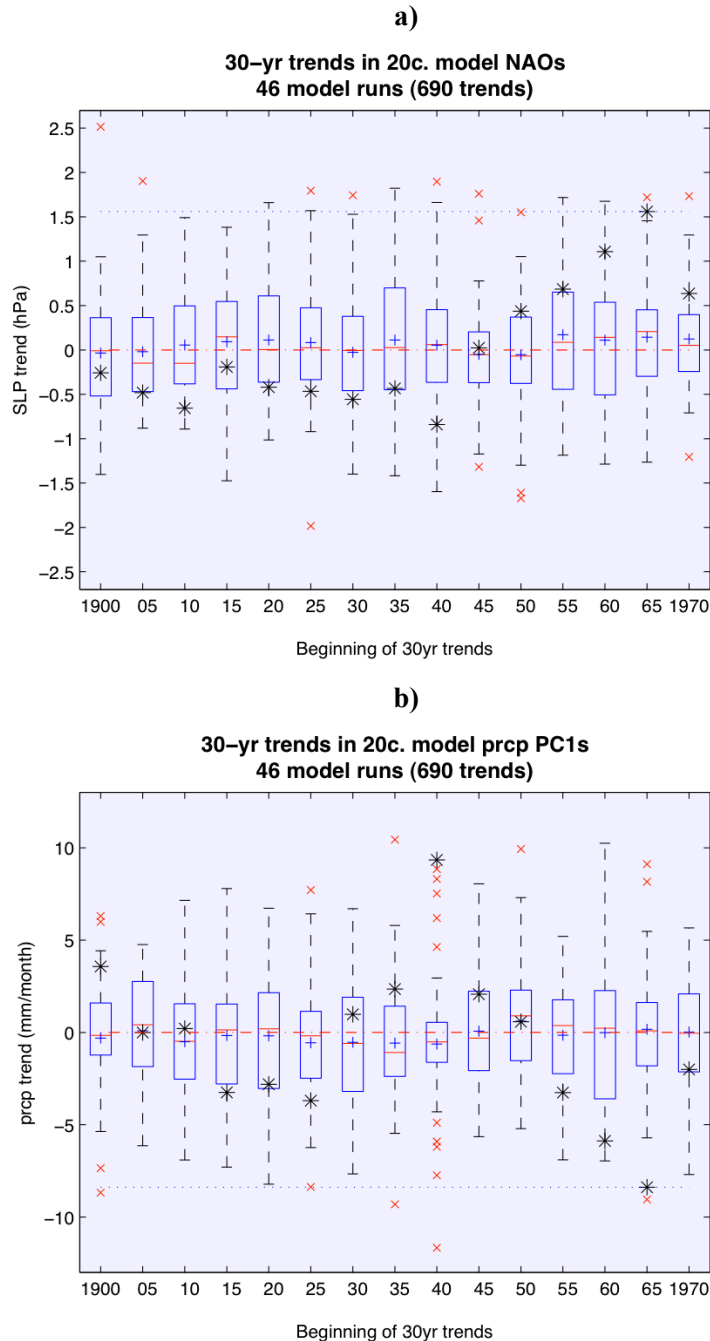 a)
30−yr trends in 20c. model NAOs
46 model runs (690 trends)
2.5
2
1.5
1
0.5
0
−0.5
−1
−1.5
−2
−2.5
SLP trend (hPa)
1900 05 10 15 20 25 30 35 40 45 50 55 60 65 1970
Beginning of 30yr trends
b)
30−yr trends in 20c. model prcp PC1s
46 model runs (690 trends)
10
5
0
−5
−10
prcp trend (mm/month)
1900 05 10 15 20 25 30 35 40 45 50 55 60 65 1970
Beginning of 30yr trends